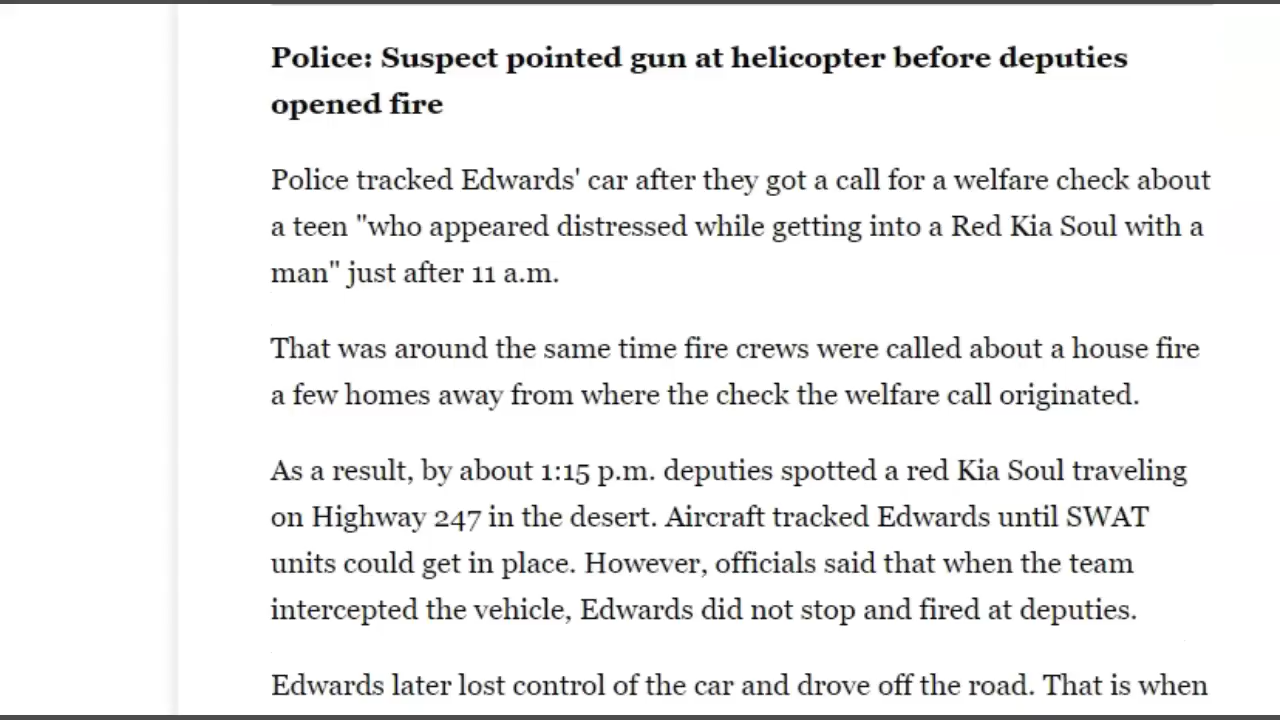 Police: Suspect pointed gun at helicopter before deputies
opened fire
Police tracked Edwards' car after they got a call for a welfare check about
a teen "who appeared distressed while getting into a Red Kia Soul with a
man" just after 11 a.m.
That was around the same time fire crews were called about a house fire
a few homes away from where the check the welfare call originated.
As a result, by about 1:15 p.m. deputies spotted a red Kia Soul traveling
on Highway 247 in the desert. Aircraft tracked Edwards until SWAT
units could get in place. However, officials said that when the team
intercepted the vehicle, Edwards did not stop and fired at deputies.
Edwards later lost control of the car and drove off the road. That is when